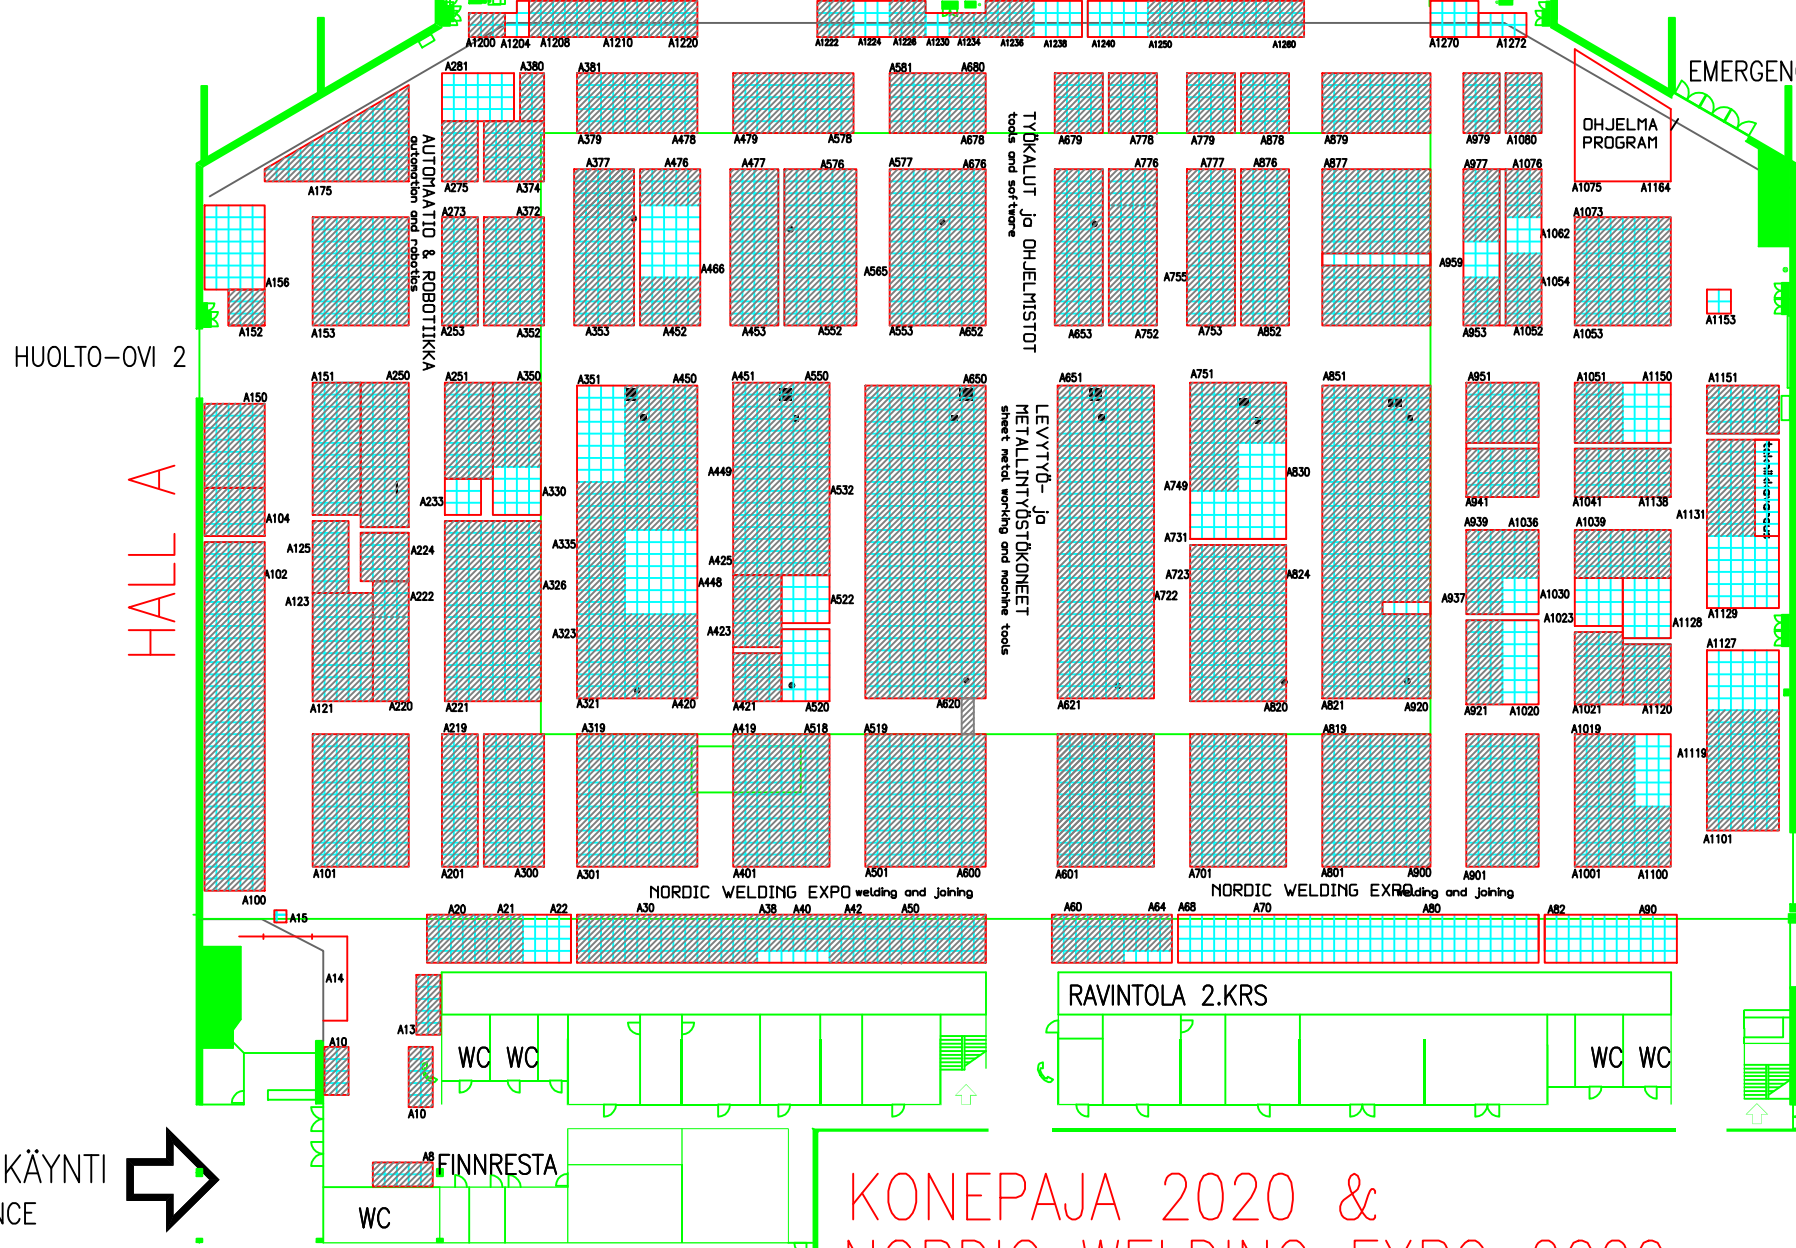 A1200 A1204 A1208 A1210 A1220 A1222 A1224 A1226 A1230 A1234 A1236 A1238 A1240 A1250 A1260 A1270 A1272
A281 A380 A381 A581 A680
EMERGEN
OHJELMA
PROGRAM
A379 A478 A479 A578 A678 A679 A778 A779 A878 A879 A979 A1080
AUTOMAATIO & ROBOTIIKKA
automation and robotics
TYÖKALUT ja OHJELMISTOT
tools and software
A175 A275 A374 A377 A476 A477 A576 A577 A676 A776 A777 A876 A877 A977 A1076 A1075 A1164
A273 A372 A1073
A466 A565 A755 A959 A1062
A156 A1054
A152 A153 A253 A352 A353 A452 A453 A552 A553 A652 A653 A752 A753 A852 A953 A1052 A1053 A1153
HUOLTO-OVI 2
A151 A250 A251 A350 A351 A450 A451 A550 A650 A651 A751 A851 A951 A1051 A1150 A1151
A150
LEVYTYÖ- ja
METALLINTYÖSTÖKONEET
sheet metal working and machine tools
HALL A
A449 A532 A749 A830
A233 A330 A941 A1041 A1138 A1131
A104 A125 A224 A335 A731 A939 A1036 A1039
A102 A326 A425 A448 A723 A824
A123 A222 A522 A722 A937 A1030 A1023 A1128 A1129
A323 A423 A1127
A121 A220 A221 A321 A420 A421 A520 A620 A621 A820 A821 A920 A921 A1020 A1021 A1120
A219 A319 A419 A518 A519 A819 A1019 A1119
A1101
A101 A201 A300 A301 A401 A501 A600 A601 A701 A801 A900 A901 A1001 A1100
NORDIC WELDING EXPO welding and joining
NORDIC WELDING EXPO welding and joining
A100
A15 A20 A21 A22 A30 A38 A40 A42 A50 A60 A64 A68 A70 A80 A82 A90
A14
RAVINTOLA 2.KRS
A13
A10
WC WC WC WC
A10
KÄYNTI
NCE
A8
FINNRESTA
WC
KONEPAJA 2020 &
NORDIC WELDING EXPO 2020